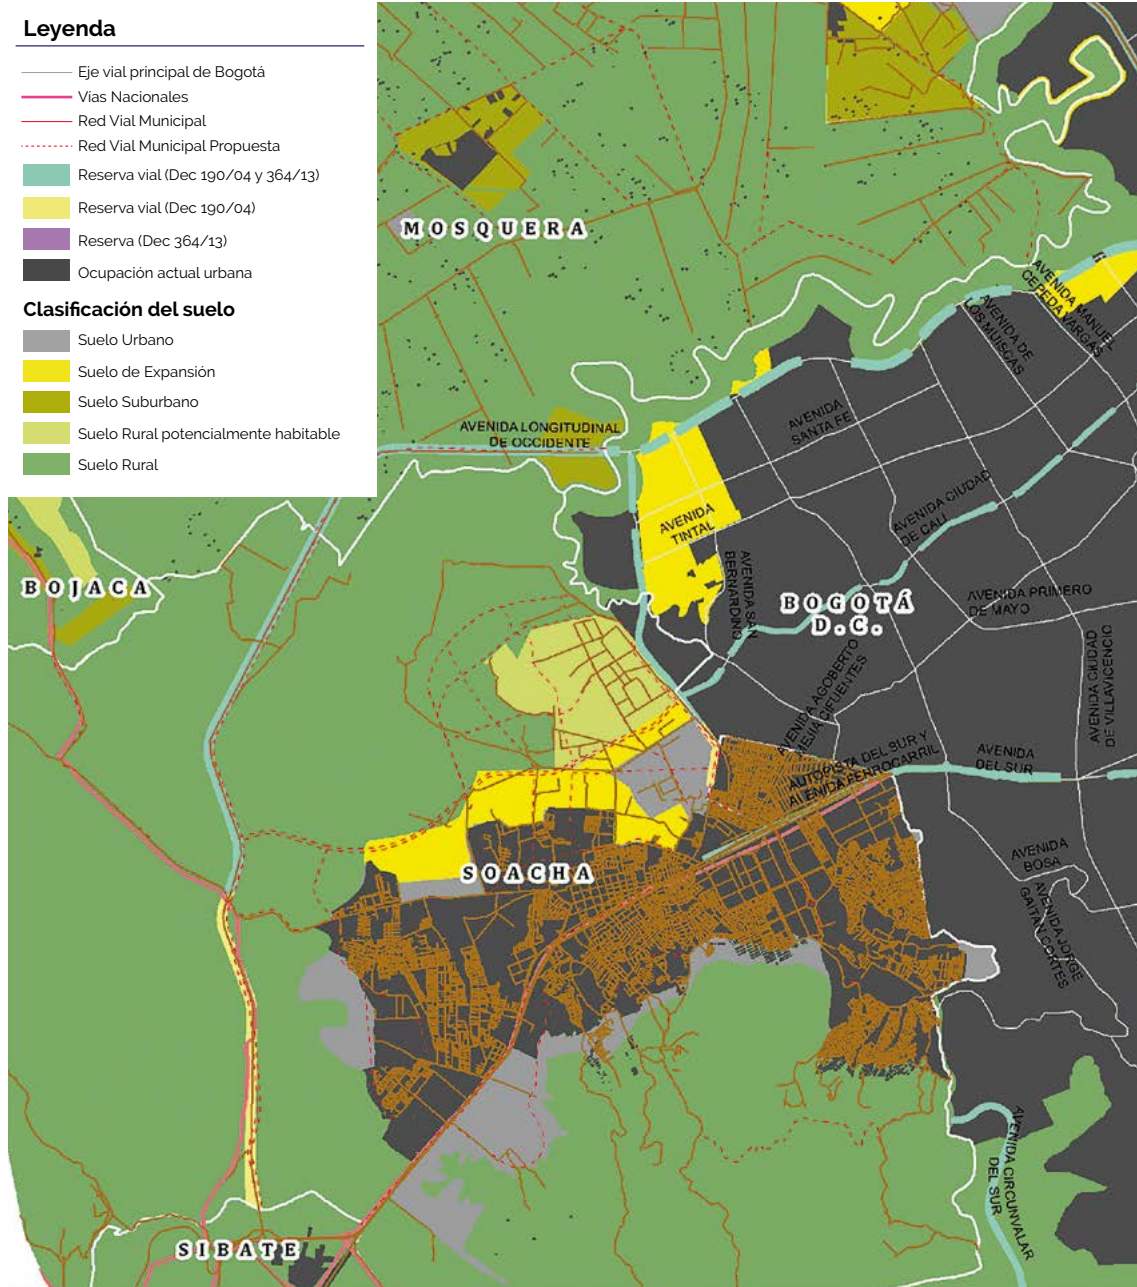 Leyenda
Eje vial principal de Bogotá
Vías Nacionales
Red Vial Municipal
Red Vial Municipal Propuesta
Reserva vial (Dec 190/04 y 364/13)
Reserva vial (Dec 190/04)
Reserva (Dec 364/13)
Ocupación actual urbana
Clasificación del suelo
Suelo Urbano
Suelo de Expansión
Suelo Suburbano
Suelo Rural potencialmente habitable
Suelo Rural
MOSQUERA
AVENIDA MANUEL
CEPEDA VARGAS
AVENIDA DE
LOS MUISCAS
AVENIDA
SANTA FE
AVENIDA LONGITUDINAL
DE OCCIDENTE
AVENIDA CIUDAD
DE CALI
AVENIDA
TINTAL
AVENIDA SAN
BERNARDINO
BOJACA
BOGOTÁ
D.C.
AVENIDA PRIMERO
DE MAYO
AVENIDA CIUDAD
DE VILLAVICENCIO
AVENIDA AGOBERTO
MEJIA CIFUENTES
AUTOPISTA DEL SUR Y
AVENIDA FERROCARRIL
AVENIDA
DEL SUR
SOACHA
AVENIDA
BOSA
AVENIDA JORGE
GAITAN CORTES
AVENIDA CIRCUNVALAR
DEL SUR
SIBATE